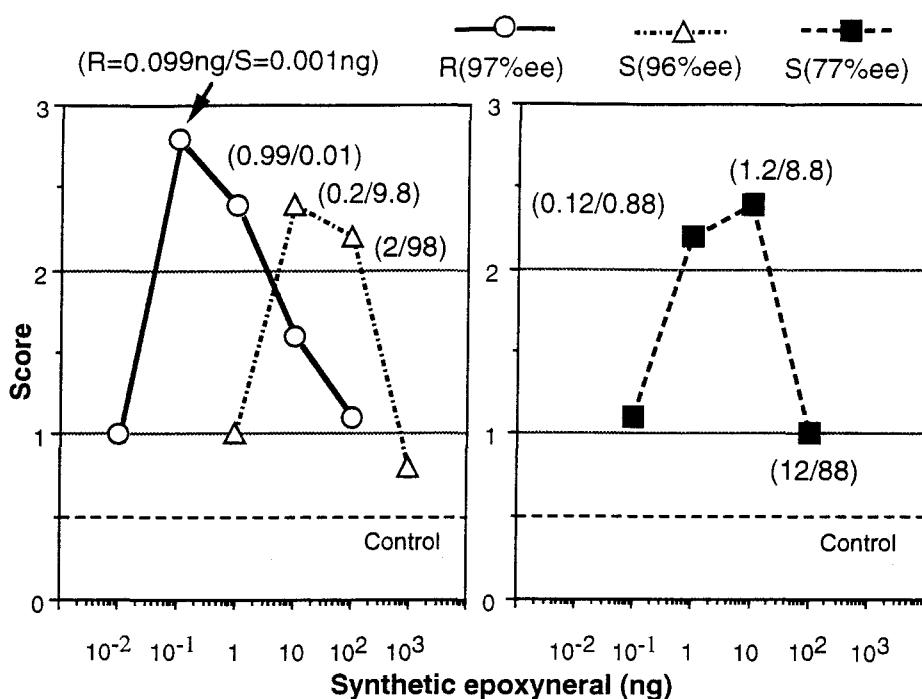 (R=0.099ng/S=0.001ng)
R(97%ee) S(96%ee) S(77%ee)
3
2
1
0
Score
(0.99/0.01)
(0.2/9.8)
(2/98)
Control
10⁻² 10⁻¹ 1 10 10² 10³
3
2
1
0
(0.12/0.88)
(1.2/8.8)
(12/88)
Control
10⁻² 10⁻¹ 1 10 10² 10³
Synthetic epoxyneral (ng)